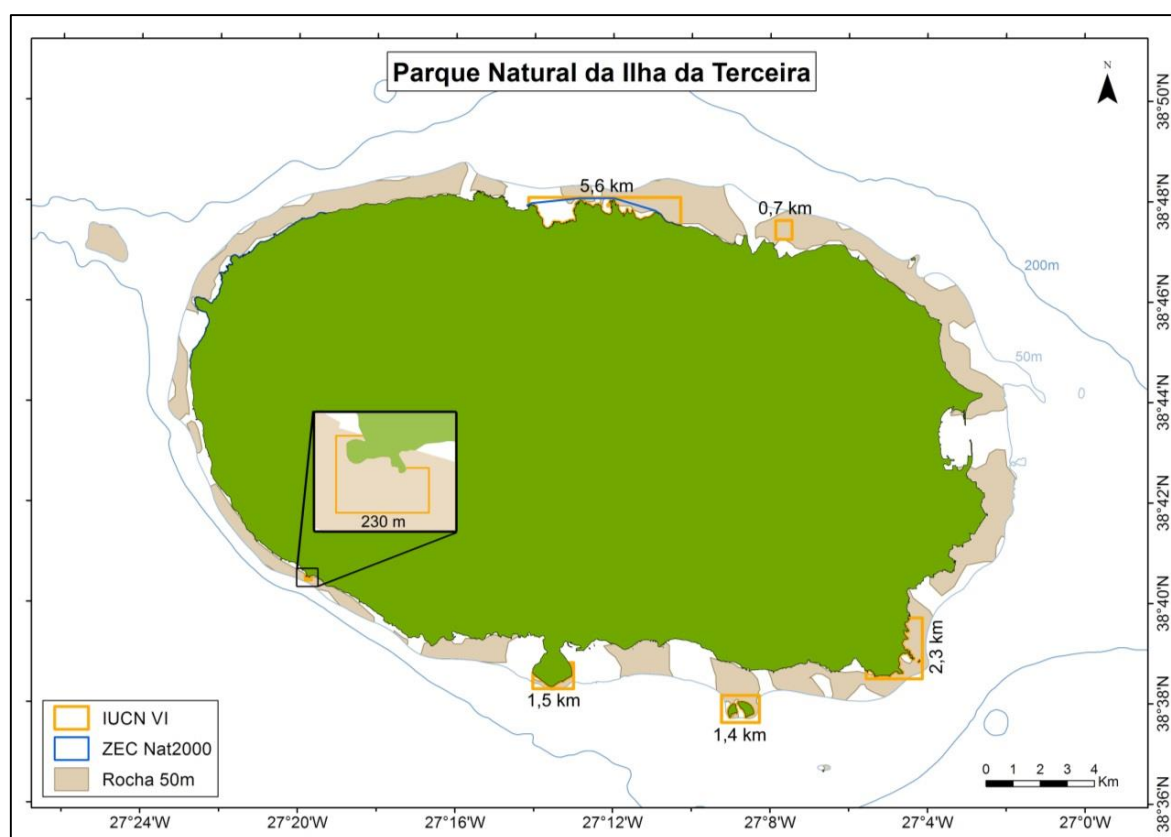 Parque Natural da Ilha da Terceira
N
38°50'N
38°48'N
38°46'N
38°44'N
38°42'N
38°40'N
38°38'N
38°36'N
5,6 km
0,7 km
200m
50m
230 m
2,3 km
1,5 km
1,4 km
IUCN VI
ZEC Nat2000
Rocha 50m
0 1 2 3 4
Km
27°24'W 27°20'W 27°16'W 27°12'W 27°8'W 27°4'W 27°0'W